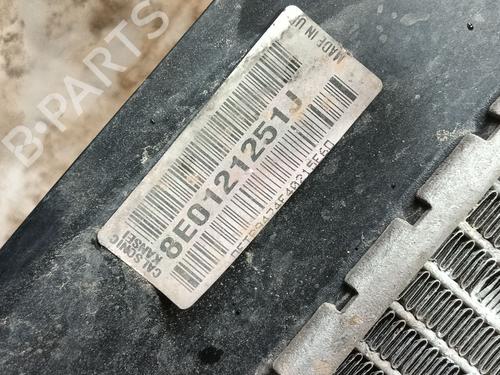 B-PARTS
MADE IN U
8E0121251J
CALSONIC
KANSEI